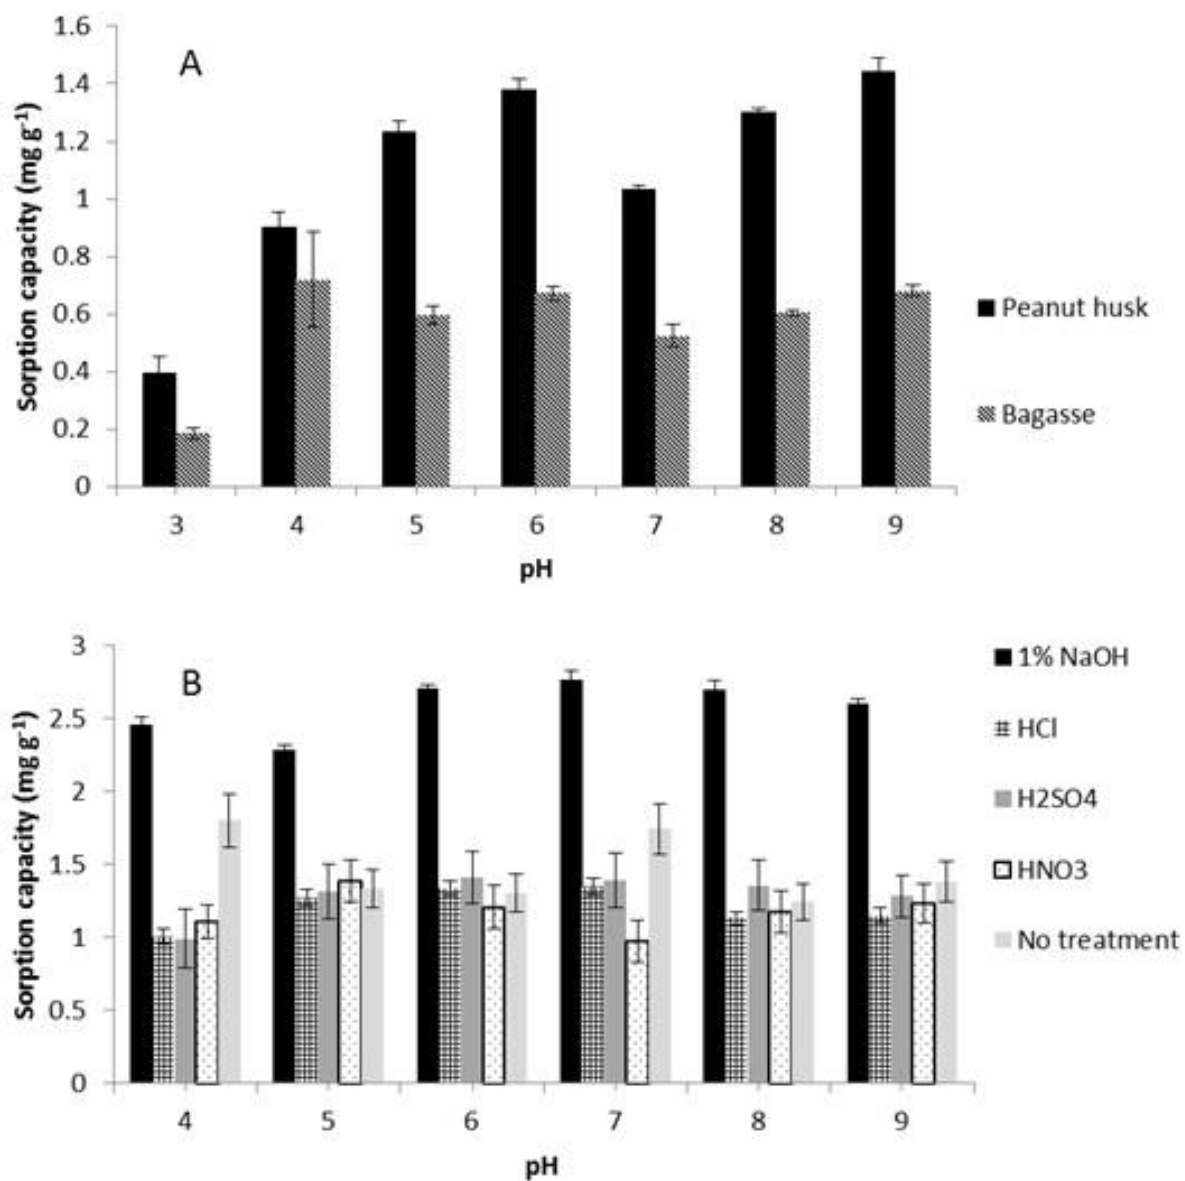 A
Sorption capacity (mg g⁻¹)
1.6
1.4
1.2
1
0.8
0.6
0.4
0.2
0
3 4 5 6 7 8 9
pH
Peanut husk
Bagasse
B
Sorption capacity (mg g⁻¹)
3
2.5
2
1.5
1
0.5
0
4 5 6 7 8 9
pH
1% NaOH
HCl
H2SO4
HNO3
No treatment